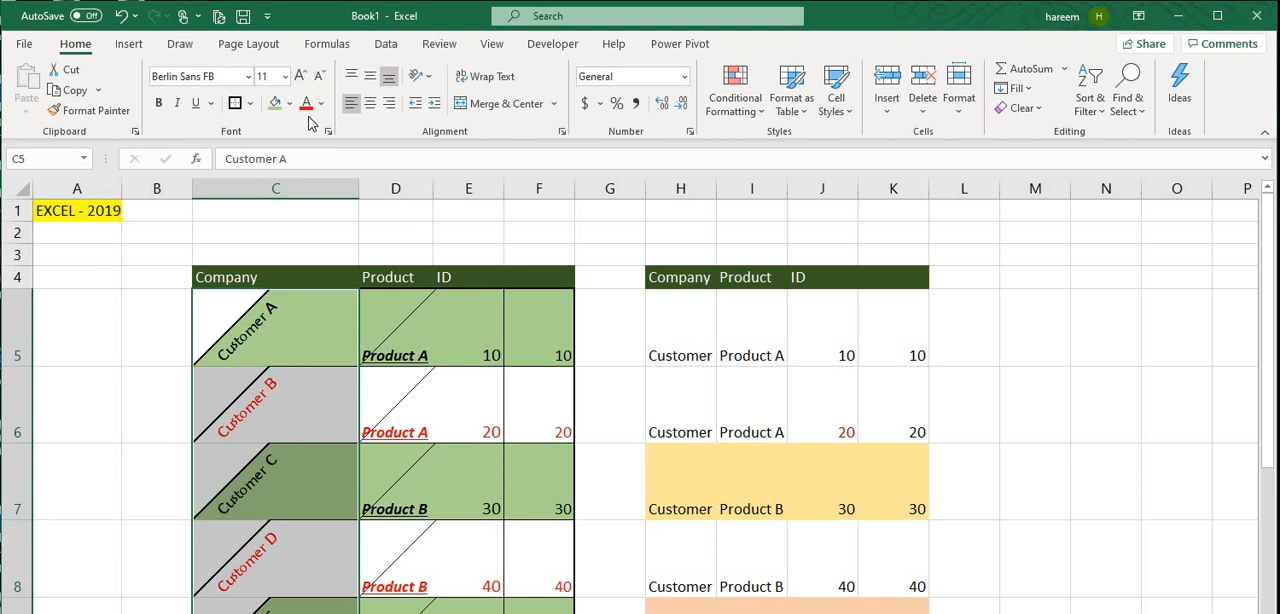 AutoSave Off Book1 - Excel Search hareem H
File Home Insert Draw Page Layout Formulas Data Review View Developer Help Power Pivot Share Comments
Paste Cut Copy Format Painter
Clipboard
Berlin Sans FB 11 A A
B I U A
Font
Wrap Text
Merge & Center
Alignment
General
$ % ,
Number
Conditional Formatting Format as Table Cell Styles
Styles
Insert Delete Format
Cells
AutoSum Fill Clear Sort & Filter Find & Select
Editing
Ideas
Ideas
C5 fx Customer A
A B C D E F G H I J K L M N O P
1 EXCEL - 2019
2
3
4 Company Product ID Company Product ID
5 Customer A Product A 10 10 Customer Product A 10 10
6 Customer B Product A 20 20 Customer Product A 20 20
7 Customer C Product B 30 30 Customer Product B 30 30
8 Customer D Product B 40 40 Customer Product B 40 40